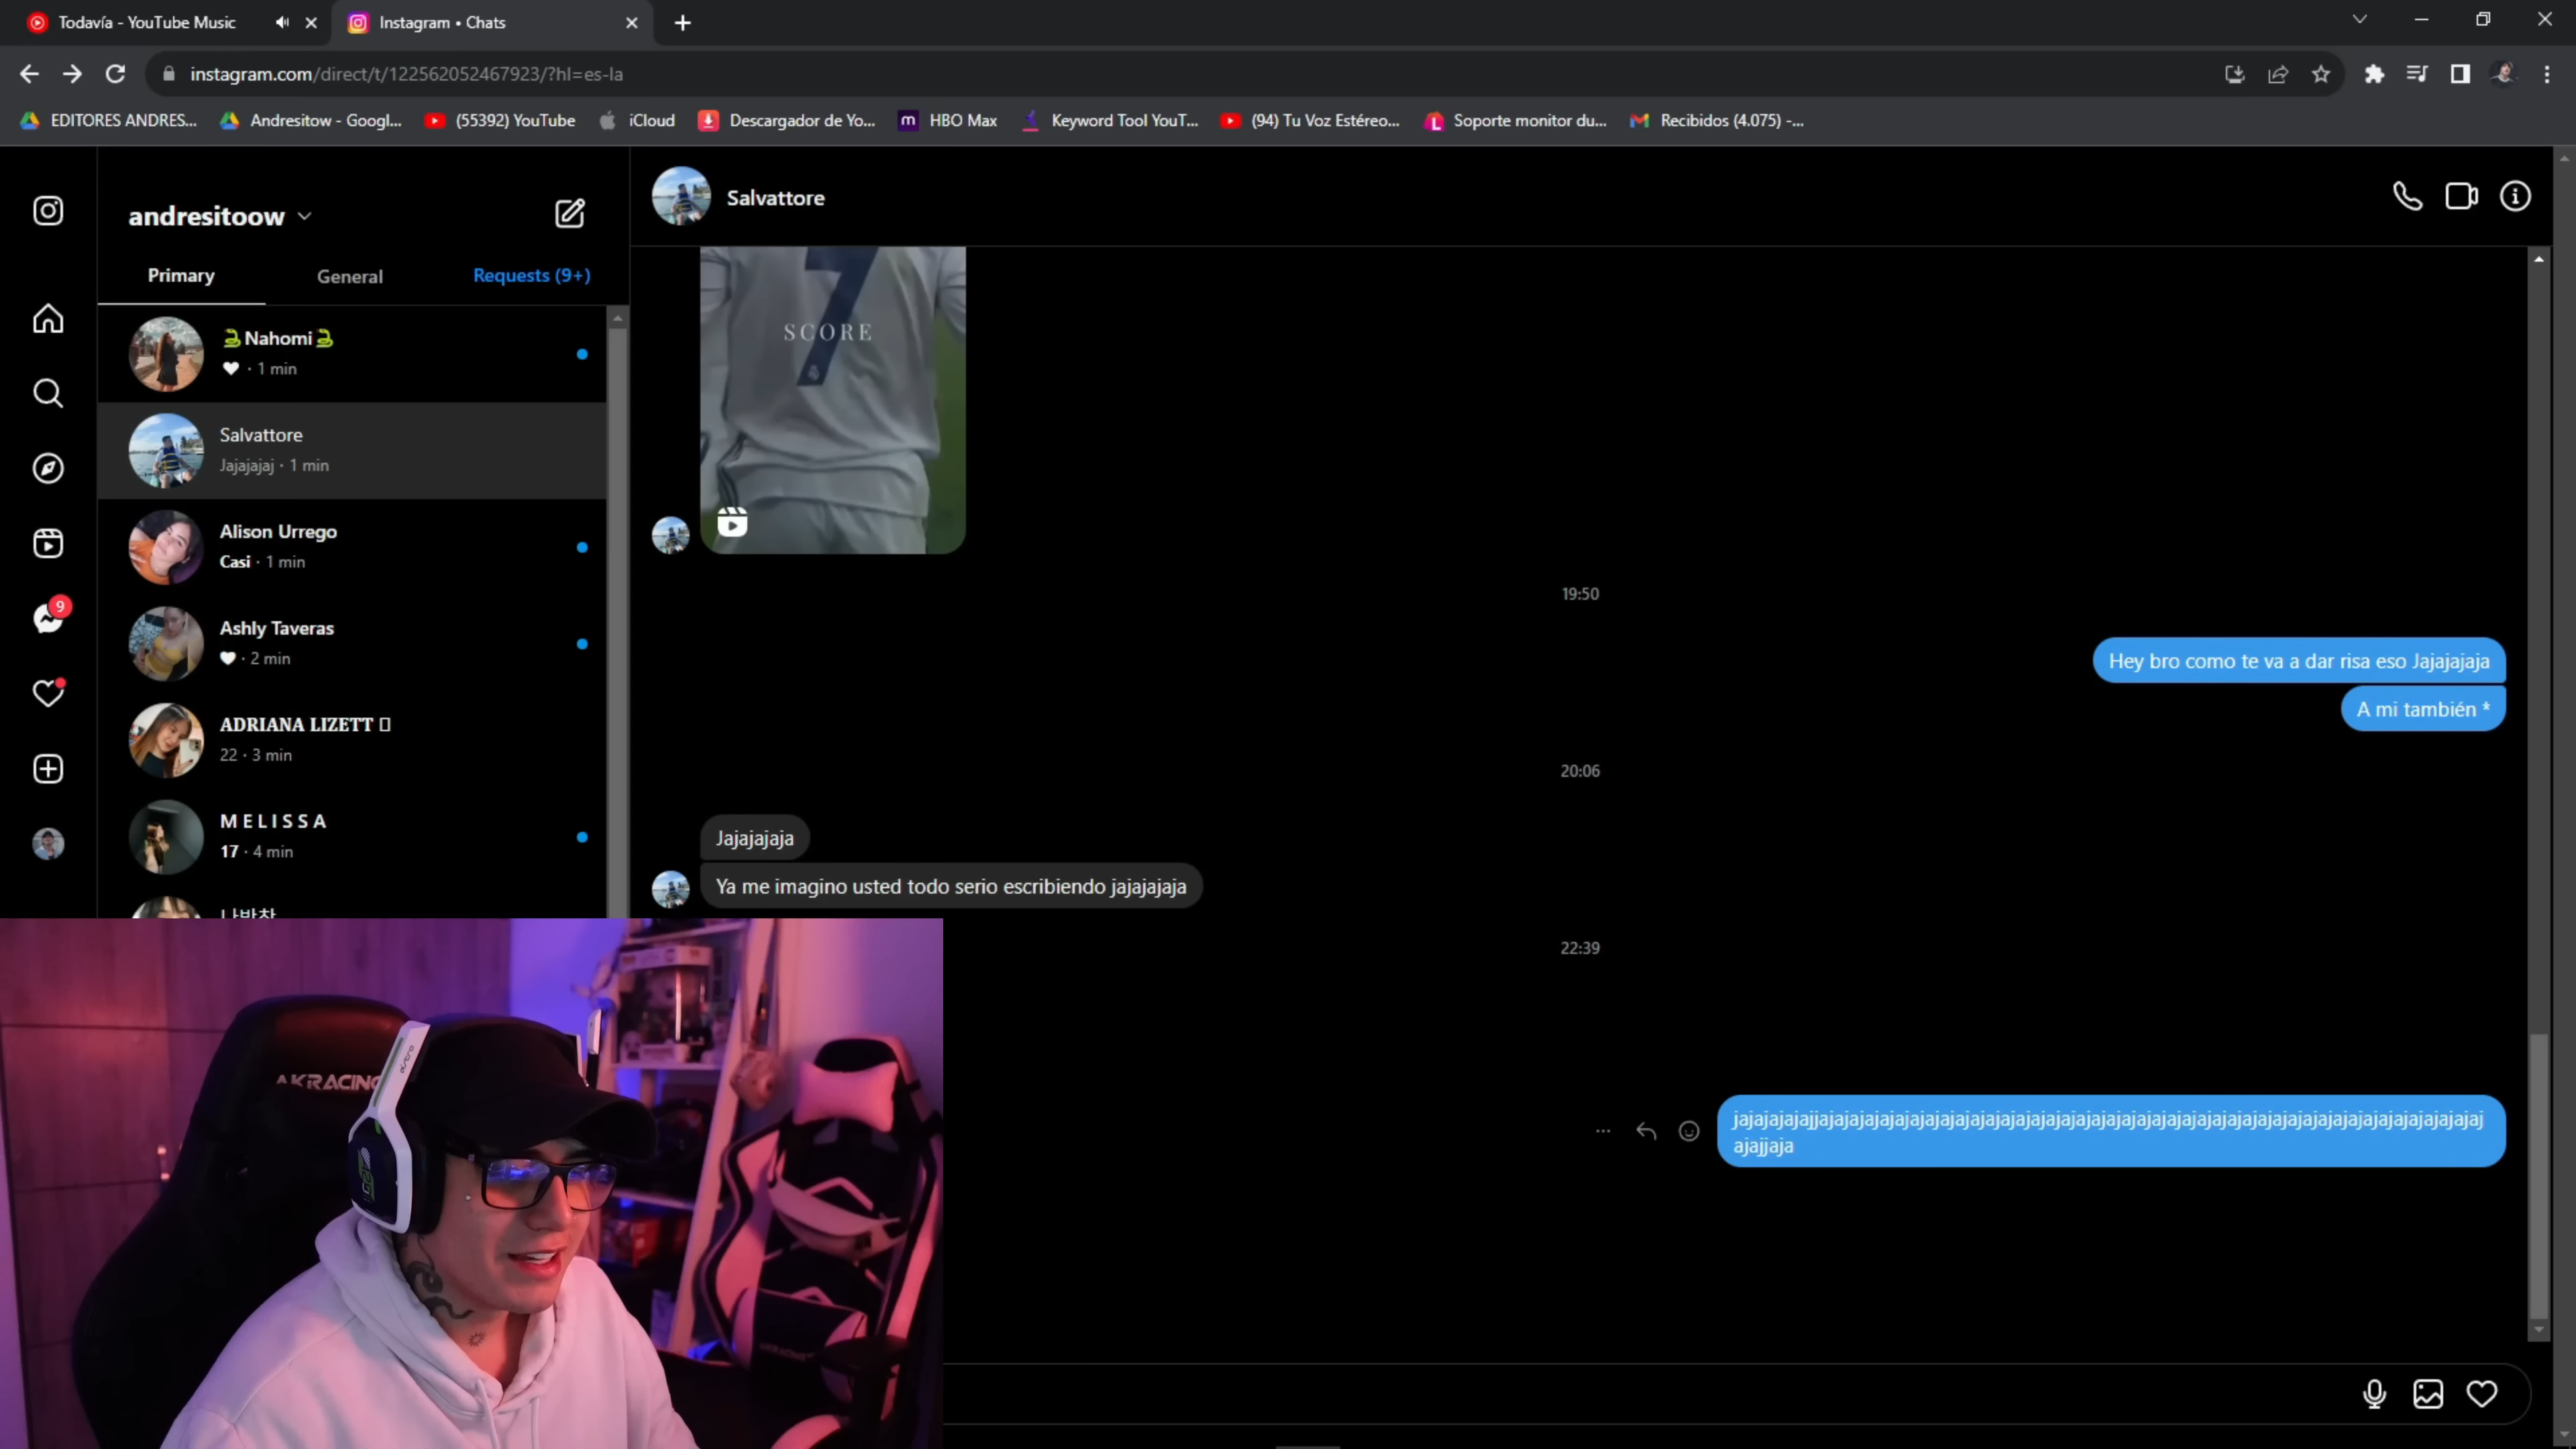 Todavía - YouTube Music
Instagram • Chats
instagram.com/direct/t/122562052467923/?hl=es-la
EDITORES ANDRES...
Andresitow - Googl...
(55392) YouTube
iCloud
Descargador de Yo...
HBO Max
Keyword Tool YouT...
(94) Tu Voz Estéreo...
Soporte monitor du...
Recibidos (4.075) -...
andresitoow
Primary
General
Requests (9+)
🐍Nahomi🐍
🤍 · 1 min
Salvattore
Jajajajaj · 1 min
Alison Urrego
Casi · 1 min
9
Ashly Taveras
🤍 · 2 min
ADRIANA LIZETT
22 · 3 min
M E L I S S A
17 · 4 min
Salvattore
7
SCORE
19:50
Hey bro como te va a dar risa eso Jajajajaja
A mi también *
20:06
Jajajajaja
Ya me imagino usted todo serio escribiendo jajajajaja
22:39
ajajjaja
AKRACING